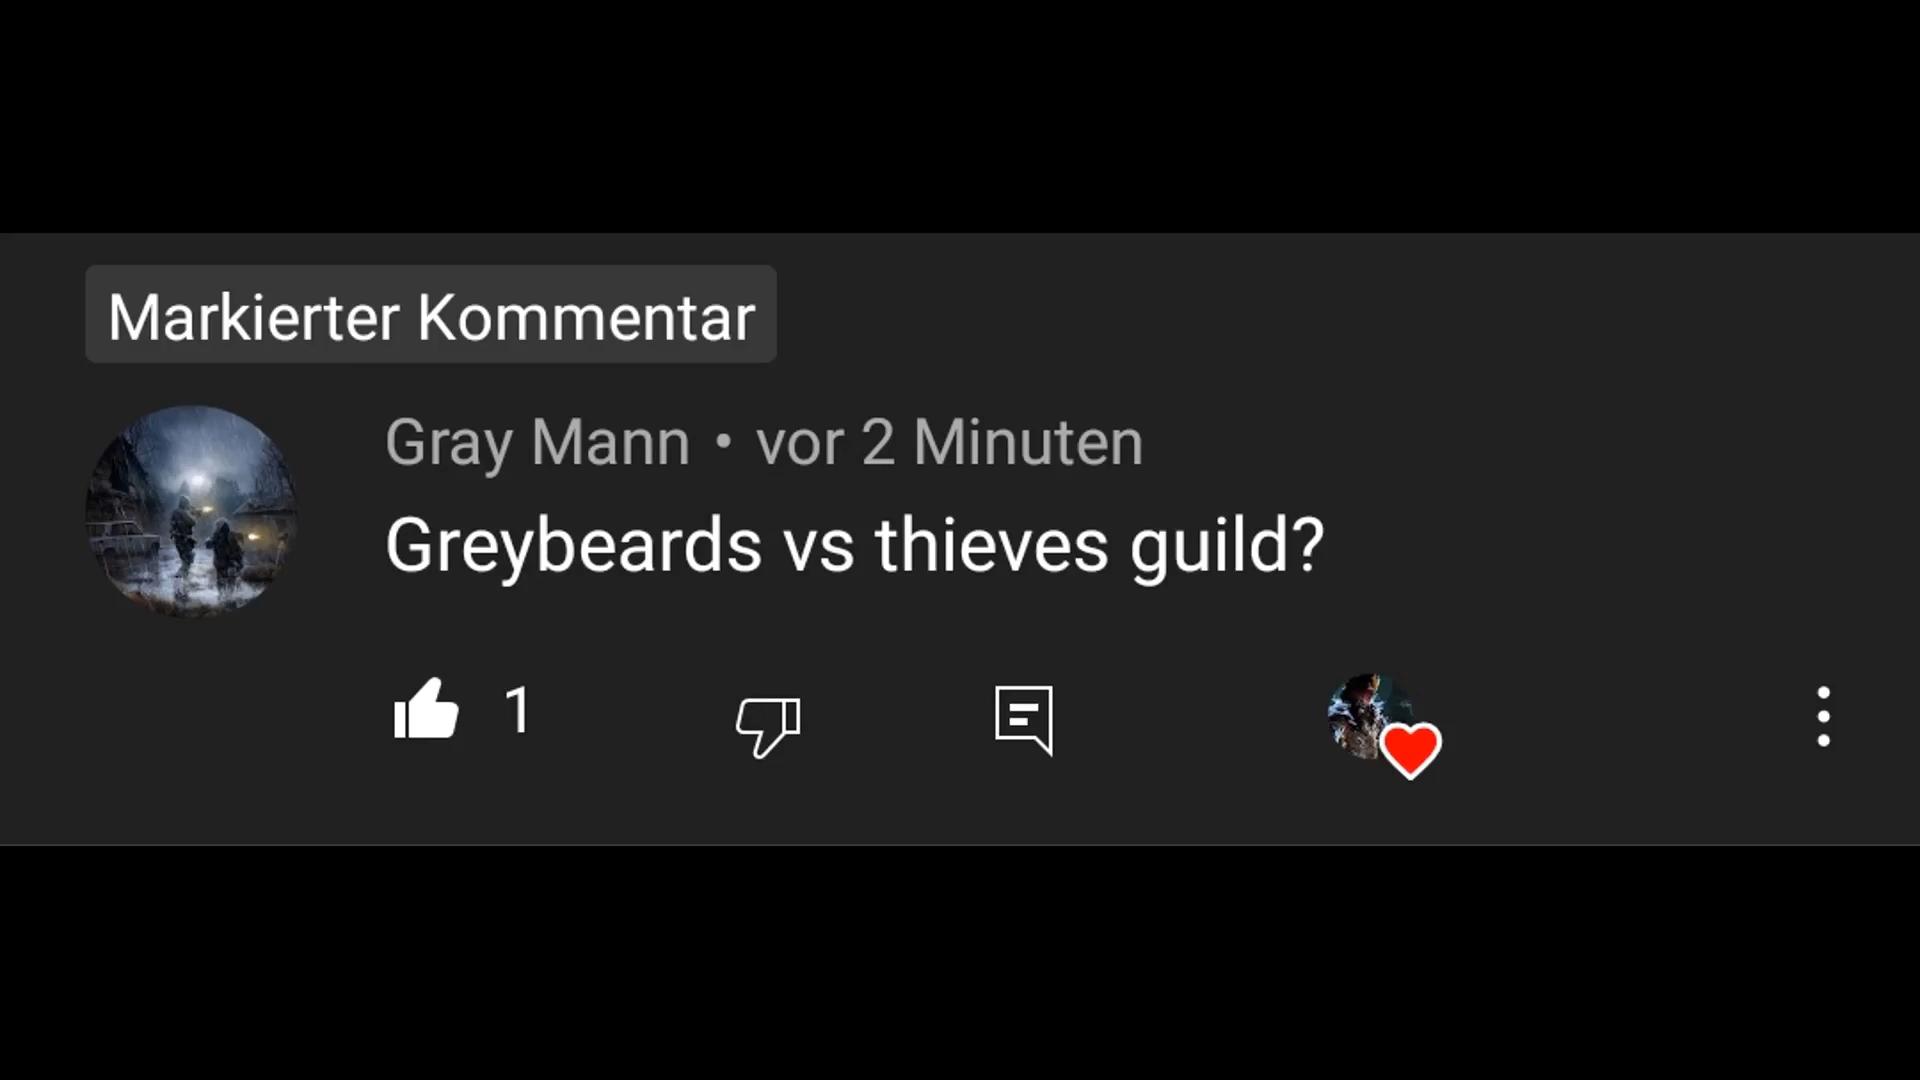 Markierter Kommentar
Gray Mann • vor 2 Minuten
Greybeards vs thieves guild?
1